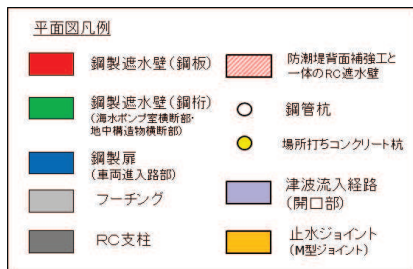 平面図凡例
鋼製遮水壁（鋼板）
鋼製遮水壁（鋼桁）
（海水ポンプ室横断部・
地中構造物横断部）
鋼製扉
（車両進入路部）
フーチング
RC支柱
防潮堤背面補強工と
一体のRC遮水壁
鋼管杭
場所打ちコンクリート杭
津波流入経路
（開口部）
止水ジョイント
（M型ジョイント）